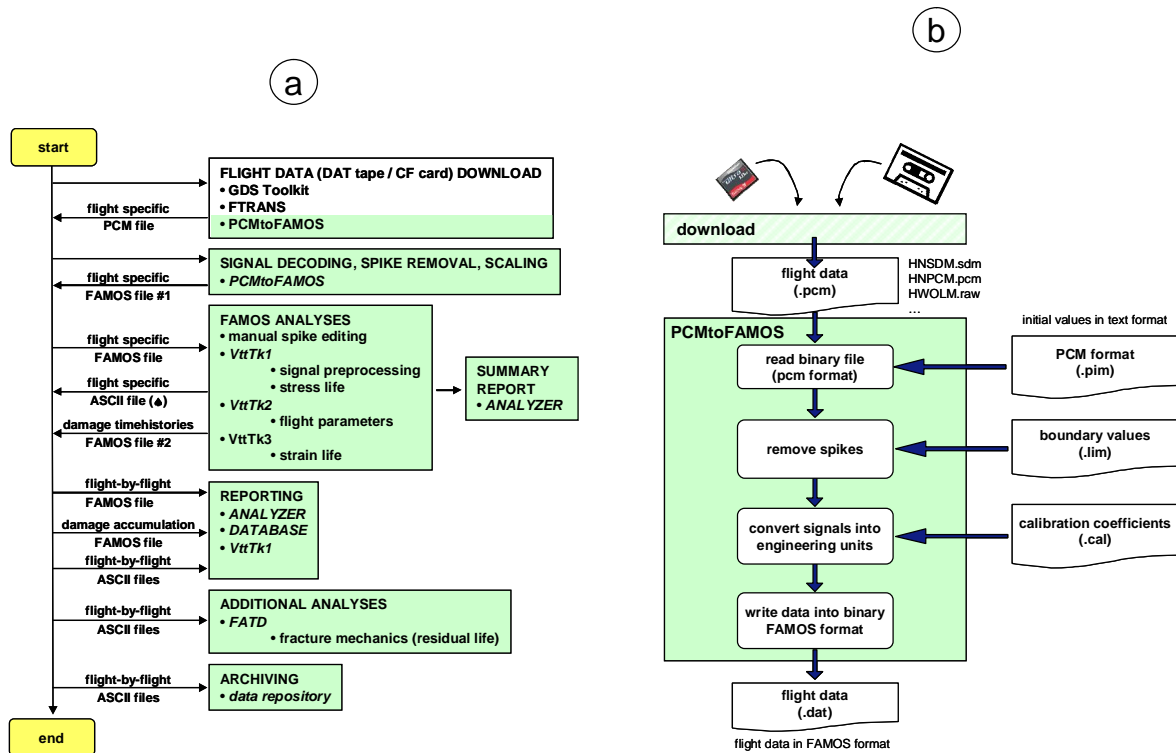 a
start
FLIGHT DATA (DAT tape / CF card) DOWNLOAD
• GDS Toolkit
• FTRANS
• PCMtoFAMOS
flight specific
PCM file
SIGNAL DECODING, SPIKE REMOVAL, SCALING
• PCMtoFAMOS
flight specific
FAMOS file #1
FAMOS ANALYSES
• manual spike editing
• VttTk1
• signal preprocessing
• stress life
• VttTk2
• flight parameters
• VttTk3
• strain life
flight specific
FAMOS file
flight specific
ASCII file (♠)
damage timehistories
FAMOS file #2
SUMMARY
REPORT
• ANALYZER
flight-by-flight
FAMOS file
damage accumulation
FAMOS file
flight-by-flight
ASCII files
REPORTING
• ANALYZER
• DATABASE
• VttTk1
flight-by-flight
ASCII files
ADDITIONAL ANALYSES
• FATD
• fracture mechanics (residual life)
flight-by-flight
ASCII files
ARCHIVING
• data repository
end
b
download
flight data
(.pcm)
HNSDM.sdm
HNPCM.pcm
HWOLM.raw
...
PCMtoFAMOS
initial values in text format
read binary file
(pcm format)
PCM format
(.pim)
remove spikes
boundary values
(.lim)
convert signals into
engineering units
calibration coefficients
(.cal)
write data into binary
FAMOS format
flight data
(.dat)
flight data in FAMOS format